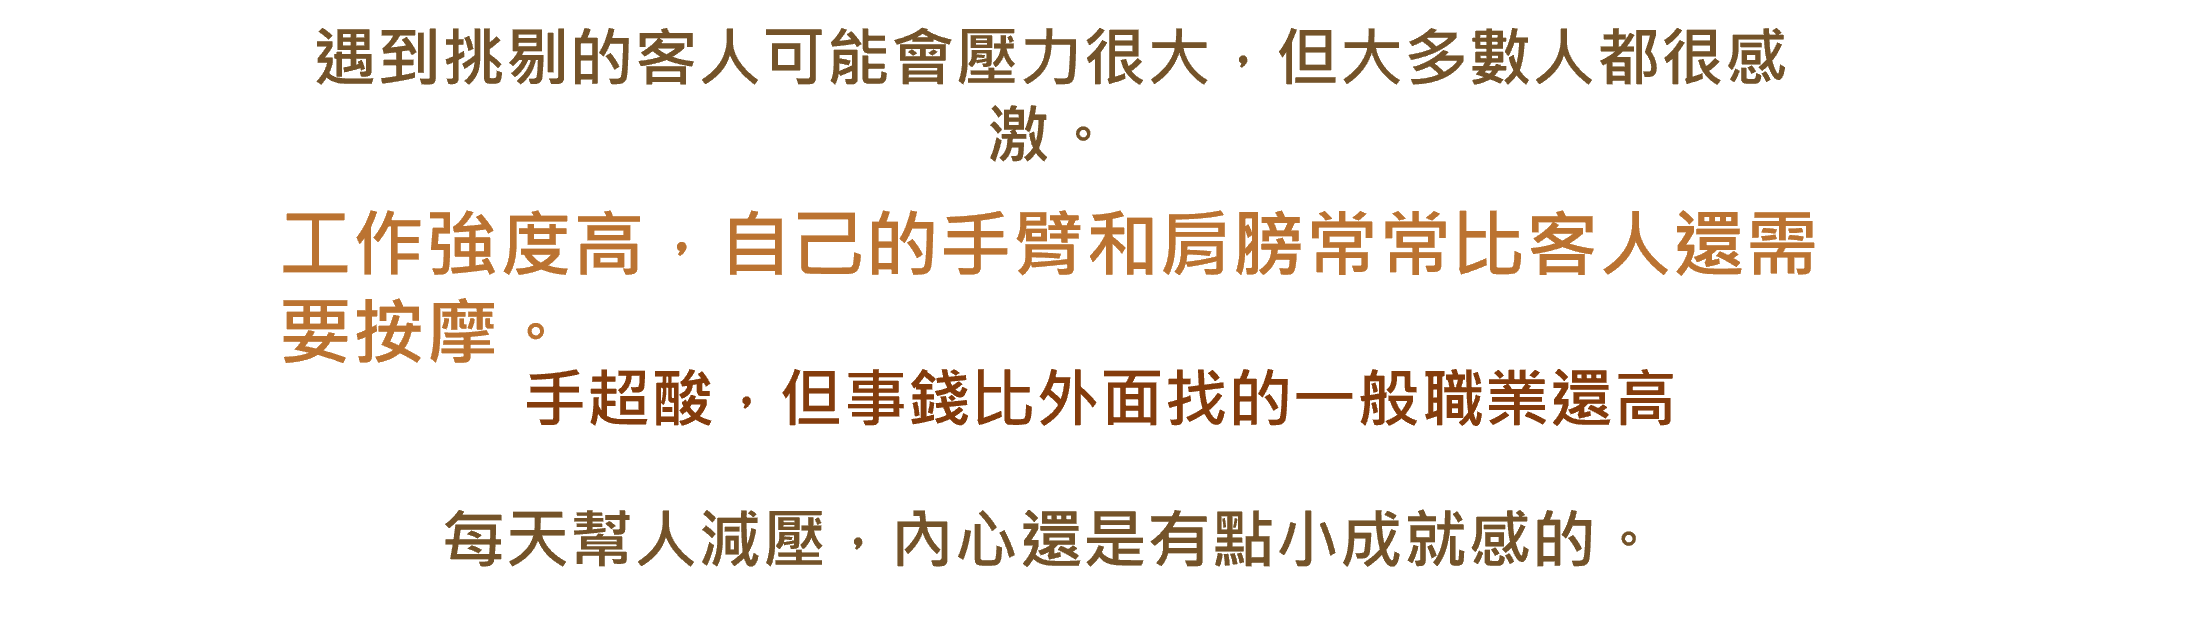 遇到挑剔的客人可能會壓力很大，但大多數人都很感
激。
工作強度高，自己的手臂和肩膀常常比客人還需
要按摩。
手超酸，但事錢比外面找的一般職業還高
每天幫人減壓，內心還是有點小成就感的。